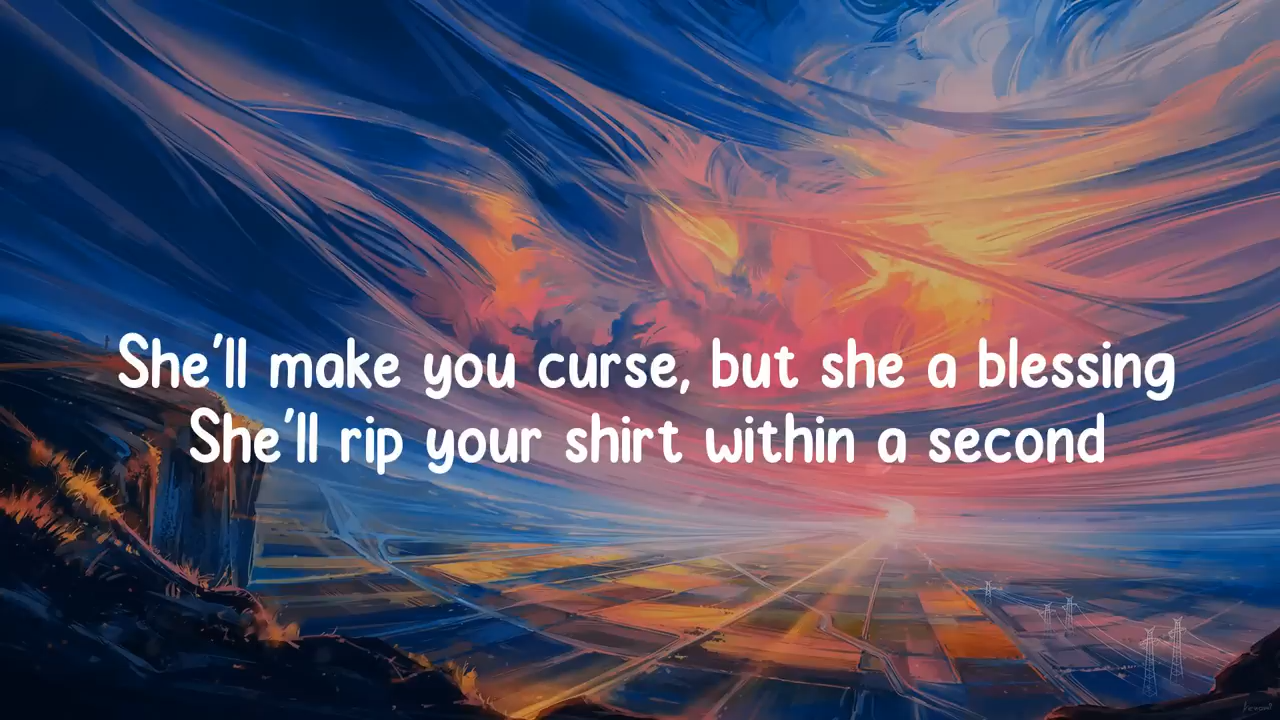 She'll make you curse, but she a blessing
She'll rip your shirt within a second